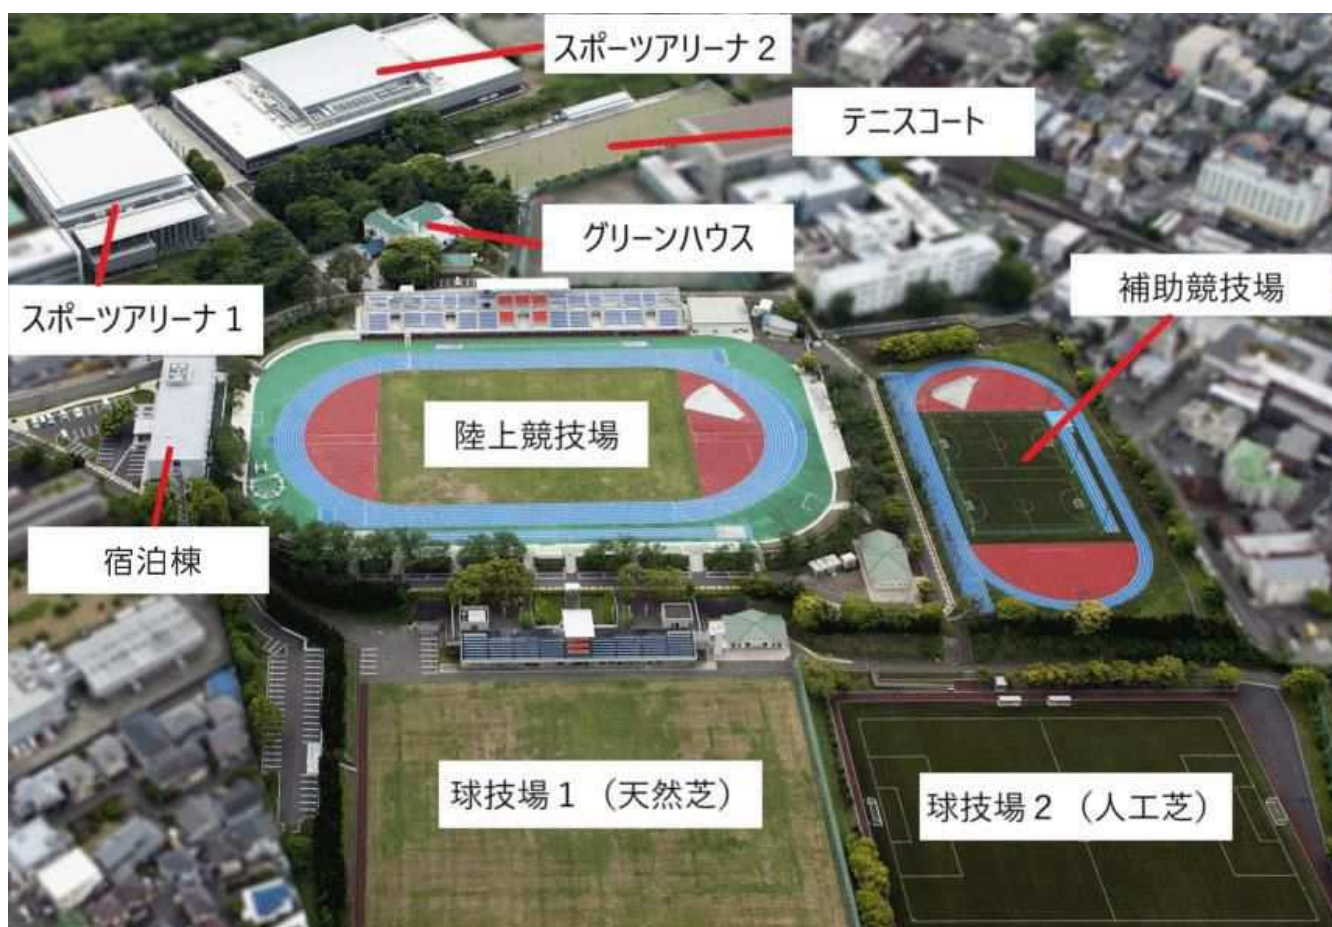 スポーツアリーナ２
テニスコート
グリーンハウス
補助競技場
スポーツアリーナ１
陸上競技場
宿泊棟
球技場１（天然芝）
球技場２（人工芝）